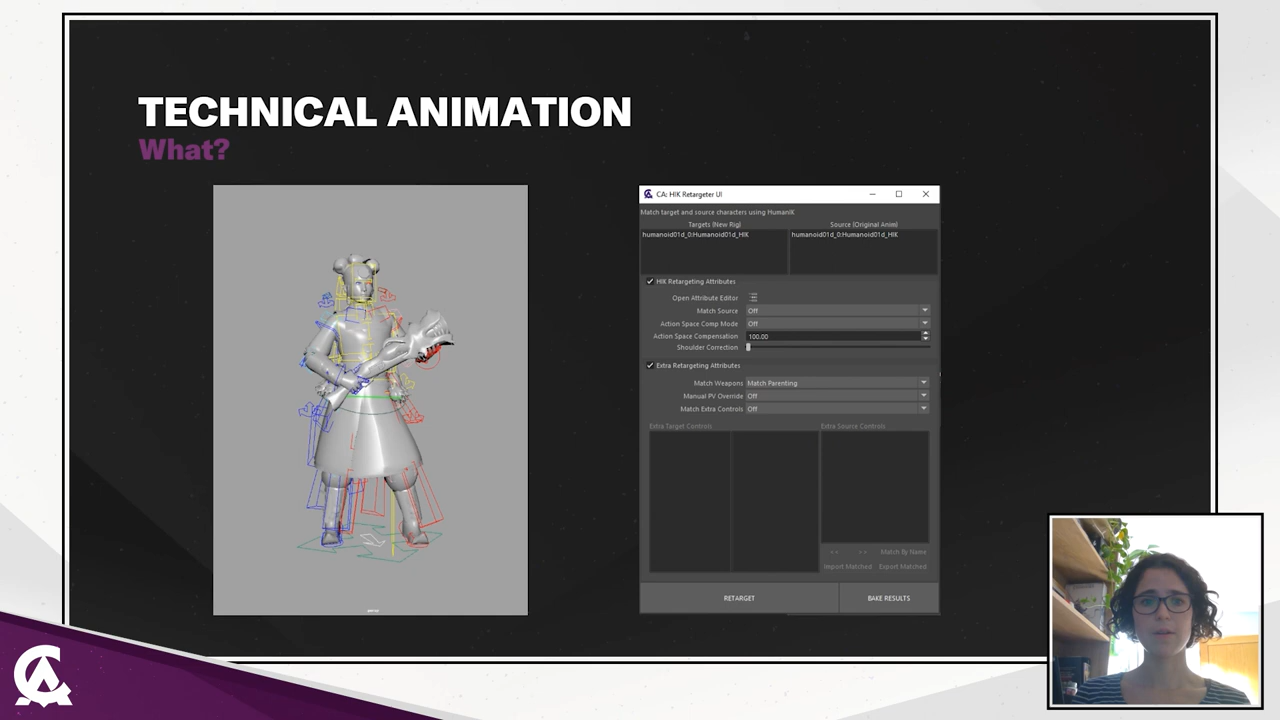 TECHNICAL ANIMATION
What?
CA: HIK Retargeter UI
Match target and source characters using HumanIK
Targets (New Rig) Source (Original Anim)
humanoid01d_0:Humanoid01d_HIK humanoid01d_0:Humanoid01d_HIK
HIK Retargeting Attributes
Open Attribute Editor
Match Source Off
Action Space Comp Mode Off
Action Space Compensation 100.00
Shoulder Correction
Extra Retargeting Attributes
Match Weapons Match Parenting
Manual PV Override Off
Match Extra Controls Off
Extra Target Controls Extra Source Controls
<< >> Match By Name
Import Matched Export Matched
RETARGET BAKE RESULTS